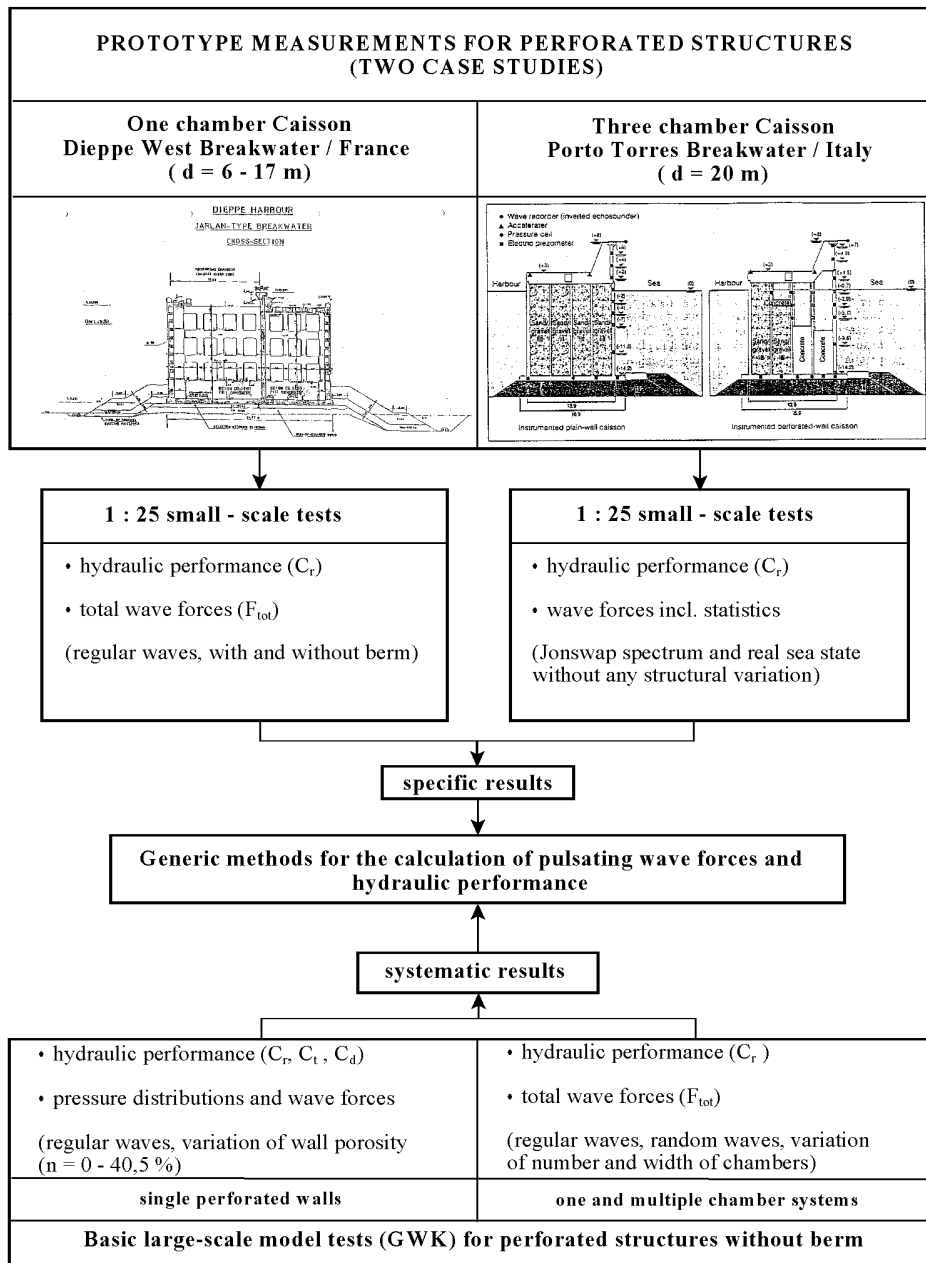 PROTOTYPE MEASUREMENTS FOR PERFORATED STRUCTURES
(TWO CASE STUDIES)
One chamber Caisson
Dieppe West Breakwater / France
( d = 6 - 17 m)
Three chamber Caisson
Porto Torres Breakwater / Italy
( d = 20 m)
DIEPPE HARBOUR
JARLAN-TYPE BREAKWATER
CROSS-SECTION
Wave recorder (inverted echosounder)
Accelerater
Pressure cell
Electric piezometer
Harbour
Sea
Harbour
Sea
Concrete
Concrete
Instrumented plain-wall caisson
Instrumented perforated-wall caisson
1 : 25 small - scale tests
• hydraulic performance (Cr)
• total wave forces (Ftot)
(regular waves, with and without berm)
1 : 25 small - scale tests
• hydraulic performance (Cr)
• wave forces incl. statistics
(Jonswap spectrum and real sea state
without any structural variation)
specific results
Generic methods for the calculation of pulsating wave forces and
hydraulic performance
systematic results
• hydraulic performance (Cr, Ct , Cd)
• pressure distributions and wave forces
(regular waves, variation of wall porosity
(n = 0 - 40,5 %)
single perforated walls
• hydraulic performance (Cr )
• total wave forces (Ftot)
(regular waves, random waves, variation
of number and width of chambers)
one and multiple chamber systems
Basic large-scale model tests (GWK) for perforated structures without berm